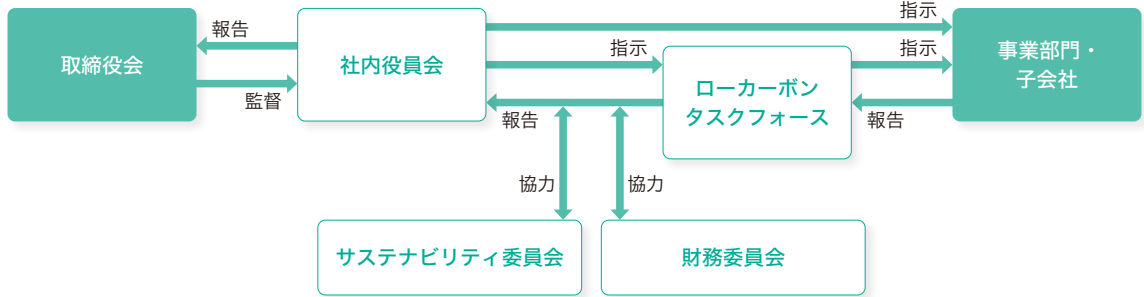 取締役会
報告
監督
社内役員会
指示
指示
報告
ローカーボン
タスクフォース
指示
報告
事業部門・
子会社
協力
協力
サステナビリティ委員会
財務委員会